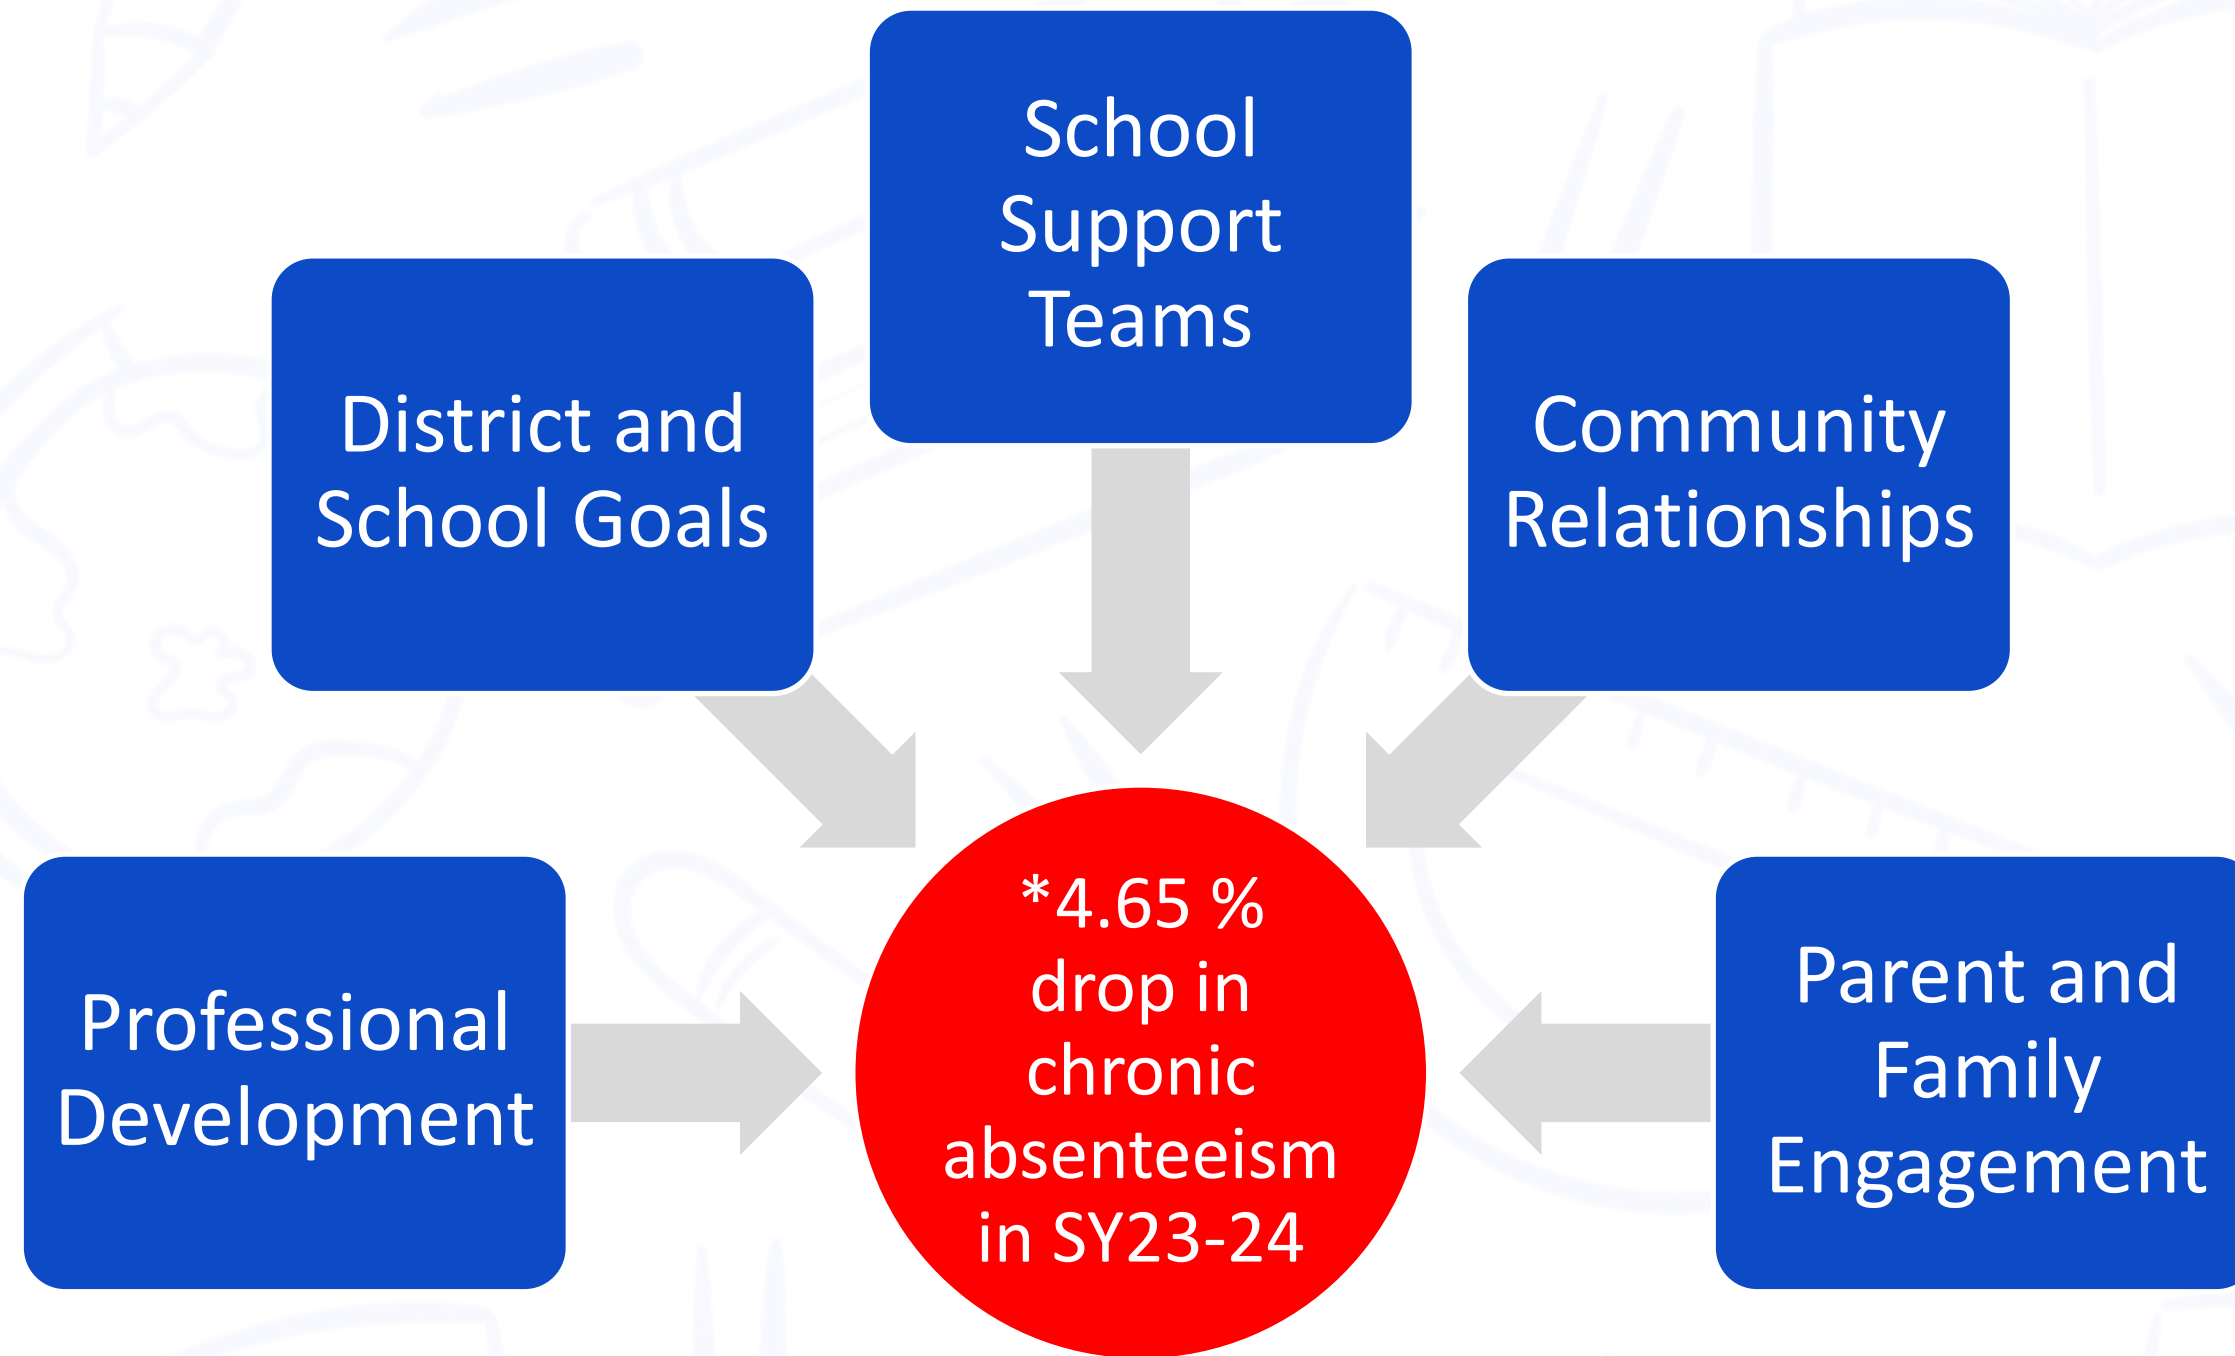 School
Support
Teams
District and
School Goals
Community
Relationships
Professional
Development
*4.65 %
drop in
chronic
absenteeism
in SY23-24
Parent and
Family
Engagement